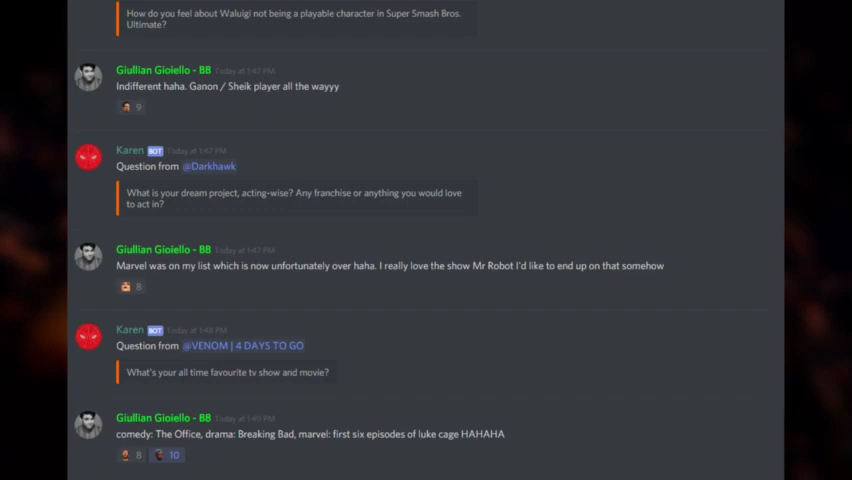 How do you feel about Waluigi not being a playable character in Super Smash Bros.
Ultimate?
Giullian Gioiello - BB Today at 1:47 PM
Indifferent haha. Ganon / Sheik player all the wayyy
9
Karen BOT Today at 1:47 PM
Question from @Darkhawk
What is your dream project, acting-wise? Any franchise or anything you would love
to act in?
Giullian Gioiello - BB Today at 1:47 PM
Marvel was on my list which is now unfortunately over haha. I really love the show Mr Robot I'd like to end up on that somehow
8
Karen BOT Today at 1:48 PM
Question from @VENOM | 4 DAYS TO GO
What's your all time favourite tv show and movie?
Giullian Gioiello - BB Today at 1:49 PM
comedy: The Office, drama: Breaking Bad, marvel: first six episodes of luke cage HAHAHA
8 10